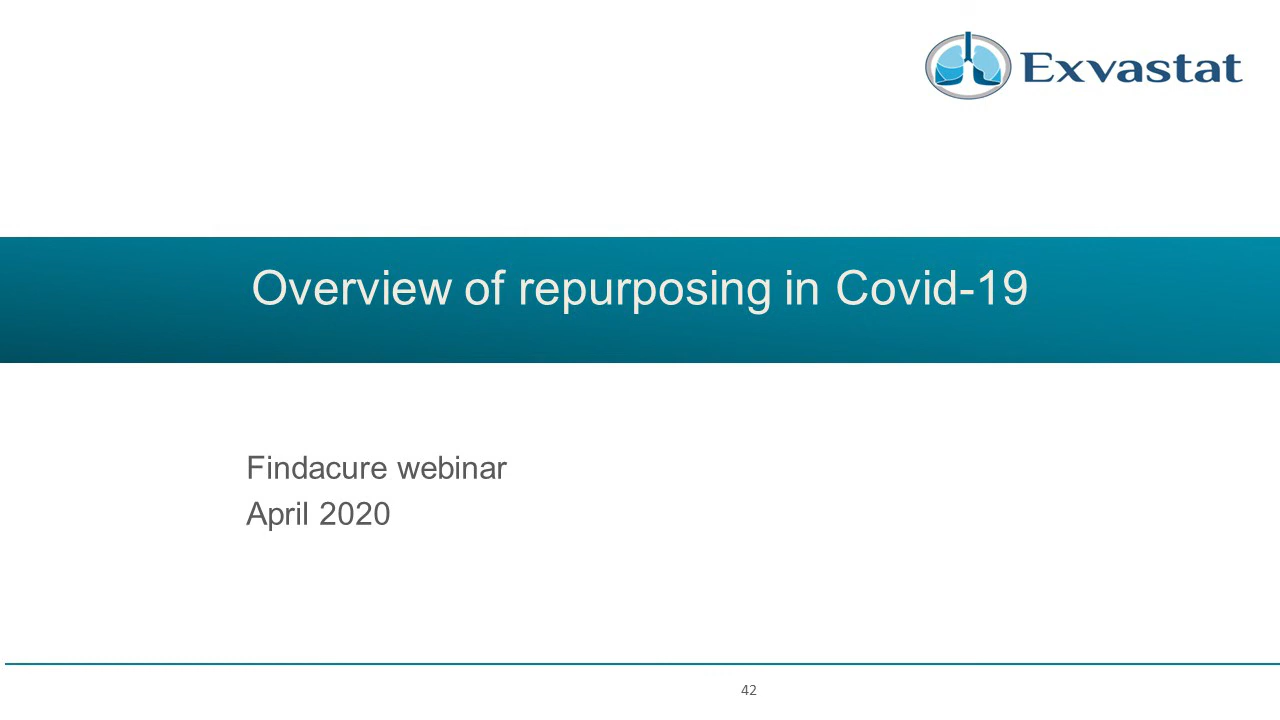 Exvastat
Overview of repurposing in Covid-19
Findacure webinar
April 2020
42